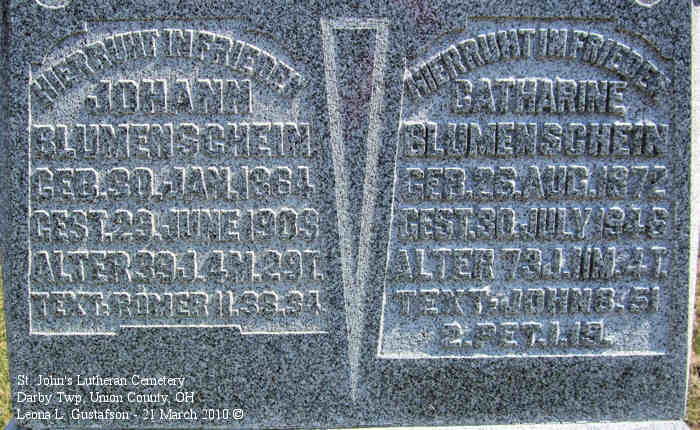 HIER RUHT IN FRIEDEN
JOHANN
BLUMENSCHEIN
GEB. 30. JAN. 1864
GEST. 29. JUNE 1903
ALTER 39 J. 4 M. 29 T.
TEXT: RÖMER 11.33.34
HIER RUHT IN FRIEDEN
CATHARINE
BLUMENSCHEIN
GEB. 26. AUG. 1872
GEST. 30 JULY 1946
ALTER 73 J. 11 M. 4 T.
TEXT: JOHN 8.51
2. PET. 1.15.
St. John's Lutheran Cemetery
Darby Twp. Union County, OH
Leona L. Gustafson - 21 March 2010 ©